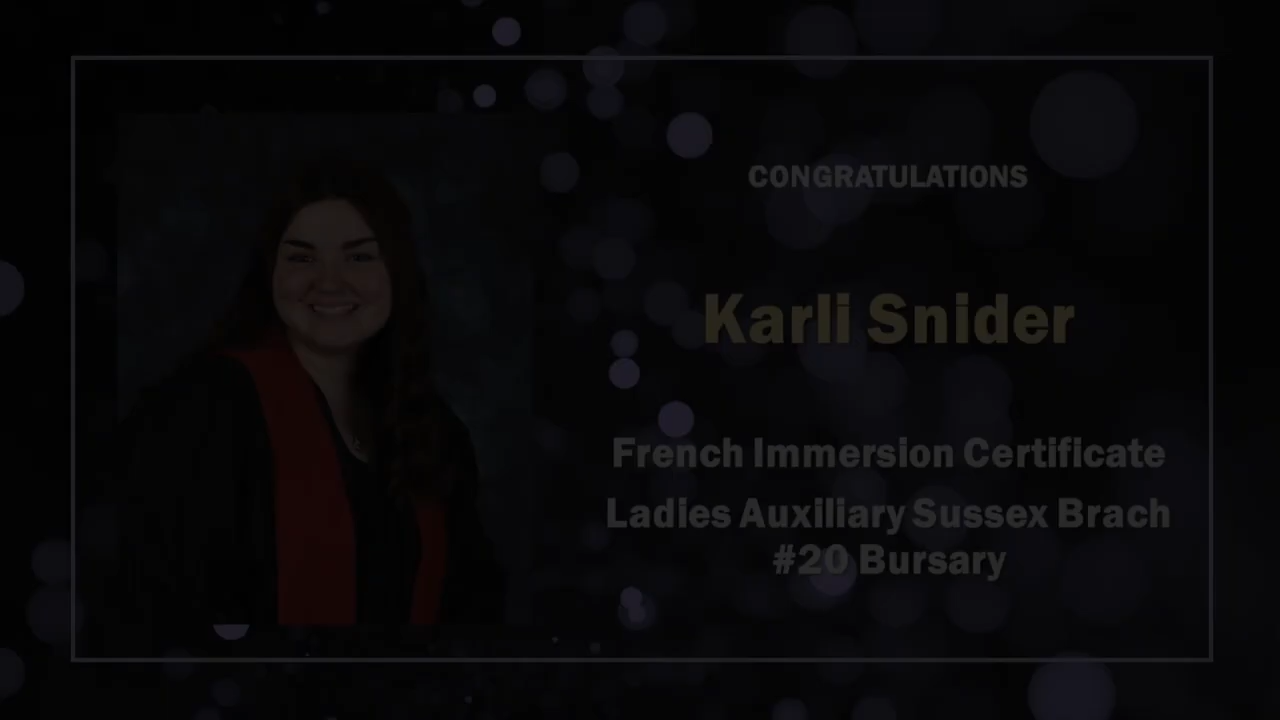 CONGRATULATIONS
Karli Snider
French Immersion Certificate
Ladies Auxiliary Sussex Brach
#20 Bursary